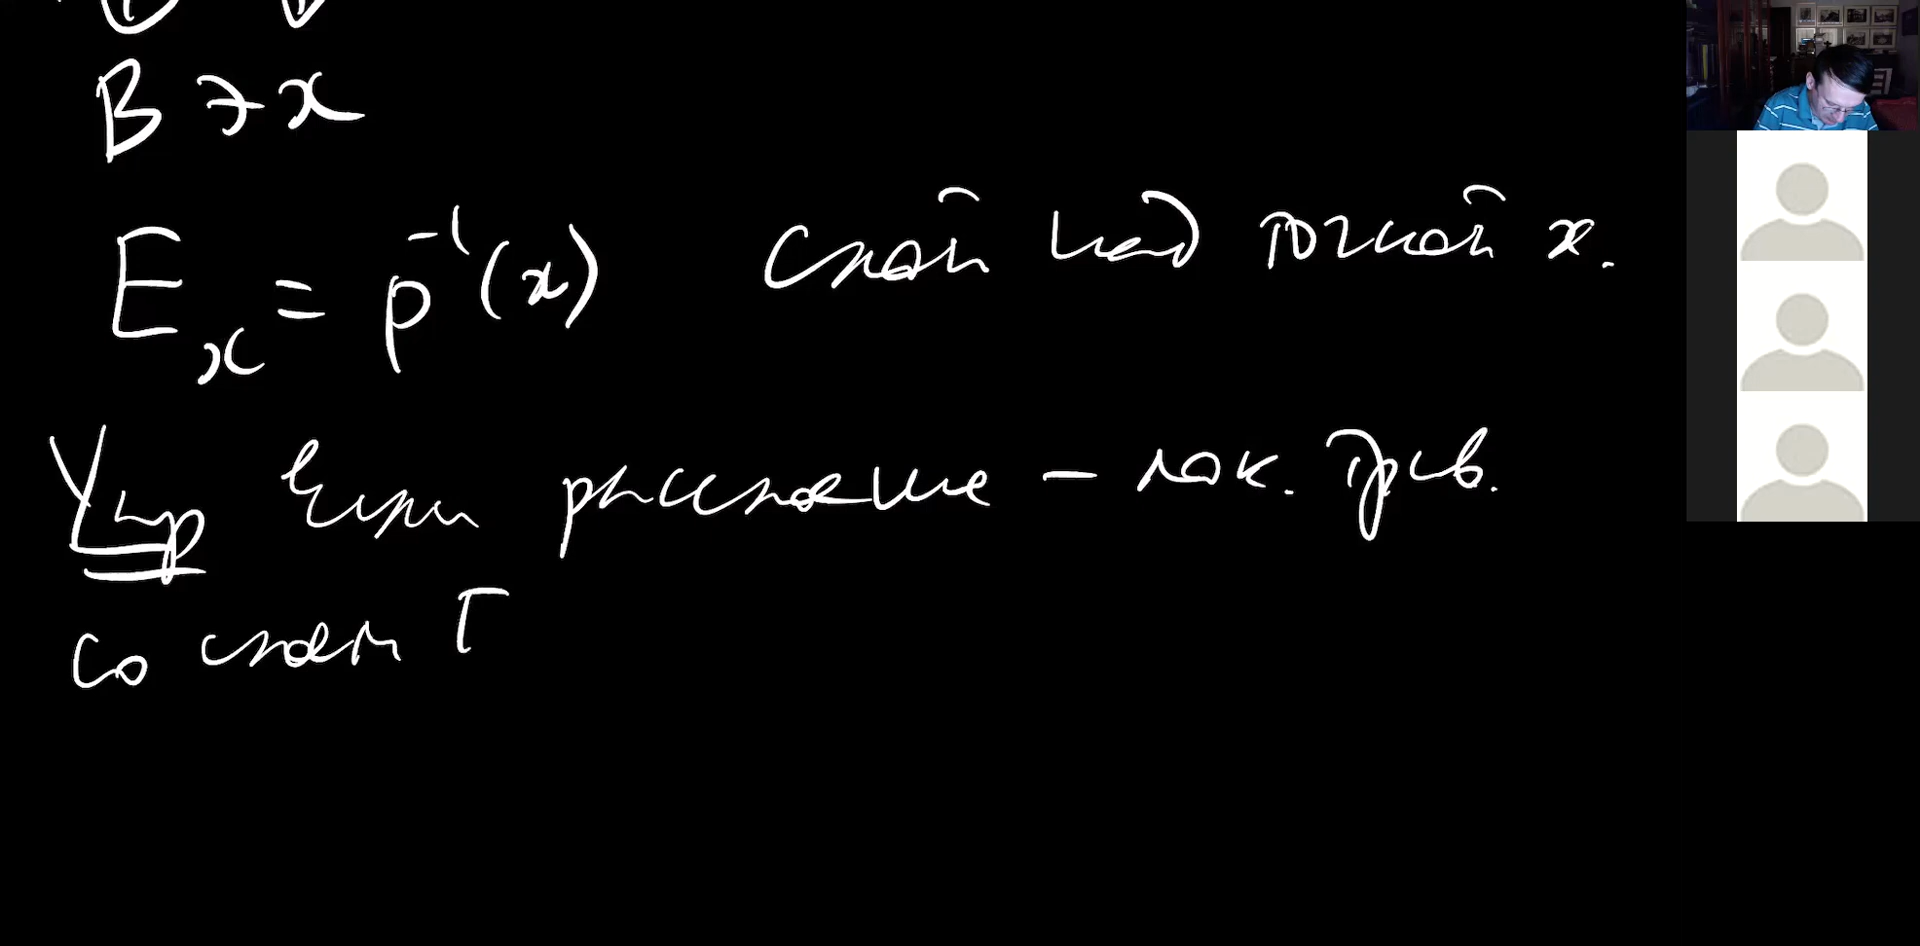 B ∋ x
E_x = p^{-1}(x) слой над точкой x.
Упр Если расслоение – лок. трив.
со слоем Γ